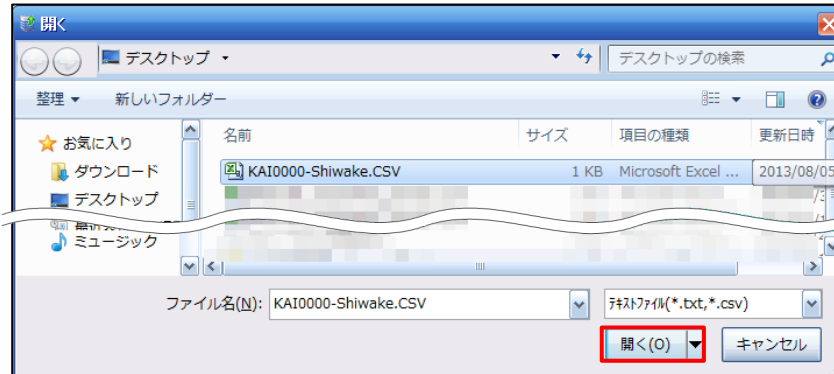 開く
デスクトップ
デスクトップの検索
整理 新しいフォルダー
お気に入り
ダウンロード
デスクトップ
ミュージック
名前 サイズ 項目の種類 更新日時
KAI0000-Shiwake.CSV 1 KB Microsoft Excel ... 2013/08/05
ファイル名(N): KAI0000-Shiwake.CSV ﾃｷｽﾄﾌｧｲﾙ(*.txt,*.csv)
開く(O) キャンセル